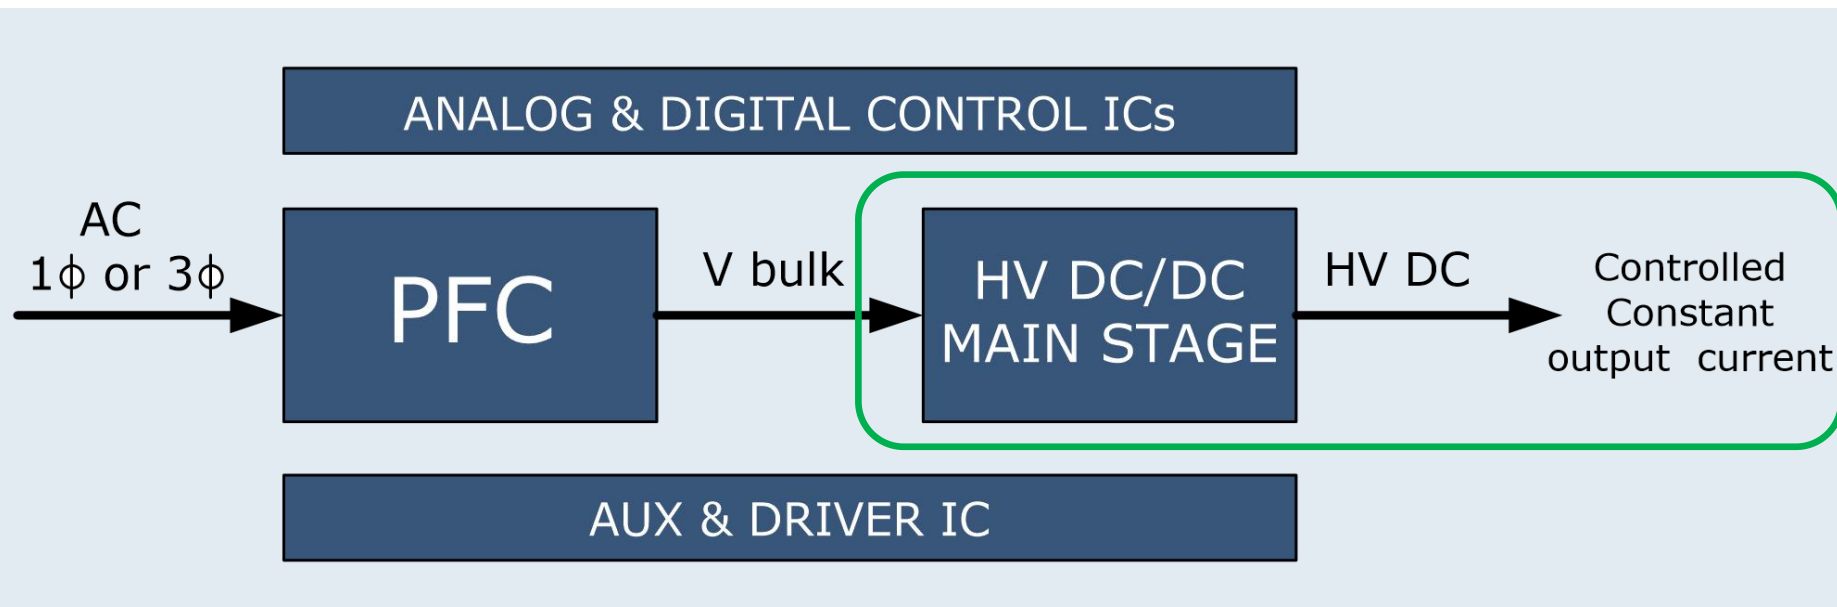 ANALOG & DIGITAL CONTROL ICs
AC
1ϕ or 3ϕ
PFC
V bulk
HV DC/DC
MAIN STAGE
HV DC
Controlled
Constant
output current
AUX & DRIVER IC